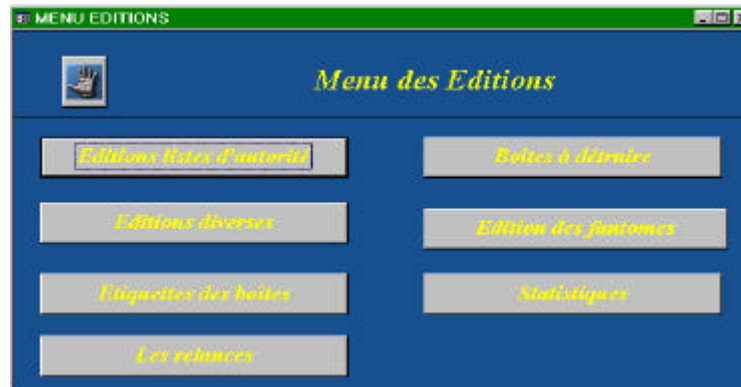 MENU EDITIONS
Menu des Editions
Editions listes d'autorité
Boîtes à détruire
Editions diverses
Edition des fantomes
Etiquettes des boîtes
Statistiques
Les relances